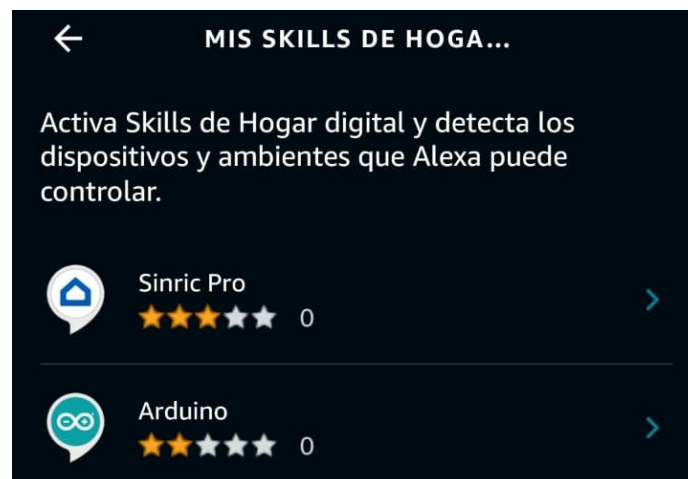 MIS SKILLS DE HOGA...
Activa Skills de Hogar digital y detecta los
dispositivos y ambientes que Alexa puede
controlar.
Sinric Pro
0
Arduino
0